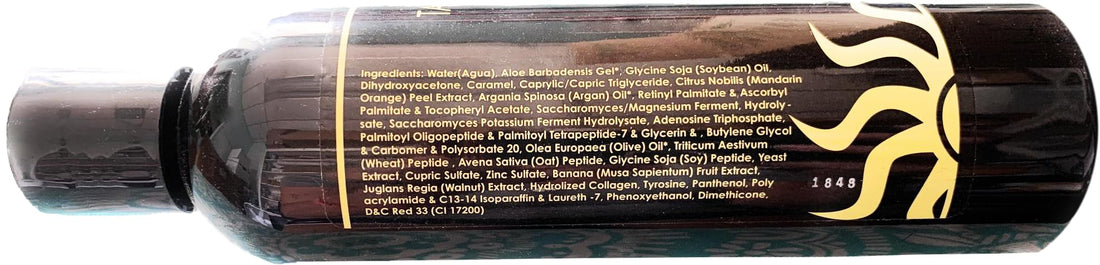 Ingredients: Water(Agua), Aloe Barbadensis Gel*, Glycine Soja (Soybean) Oil,
Dihydroxyacetone, Caramel, Caprylic/Capric Triglyceride, Citrus Nobilis (Mandarin
Orange) Peel Extract, Argania Spinosa (Argan) Oil*, Retinyl Palmitate & Ascorbyl
Palmitate & Tocopheryl Acetate, Saccharomyces/Magnesium Ferment, Hydroly-
sate, Saccharomyces Potassium Ferment Hydrolysate, Adenosine Triphosphate,
Palmitoyl Oligopeptide & Palmitoyl Tetrapeptide-7 & Glycerin & , Butylene Glycol
& Carbomer & Polysorbate 20, Olea Europaea (Olive) Oil*, Triticum Aestivum
(Wheat) Peptide , Avena Sativa (Oat) Peptide, Glycine Soja (Soy) Peptide, Yeast
Extract, Cupric Sulfate, Zinc Sulfate, Banana (Musa Sapientum) Fruit Extract,
Juglans Regia (Walnut) Extract, Hydrolized Collagen, Tyrosine, Panthenol, Poly
acrylamide & C13-14 Isoparaffin & Laureth -7, Phenoxyethanol, Dimethicone,
D&C Red 33 (CI 17200)
1848